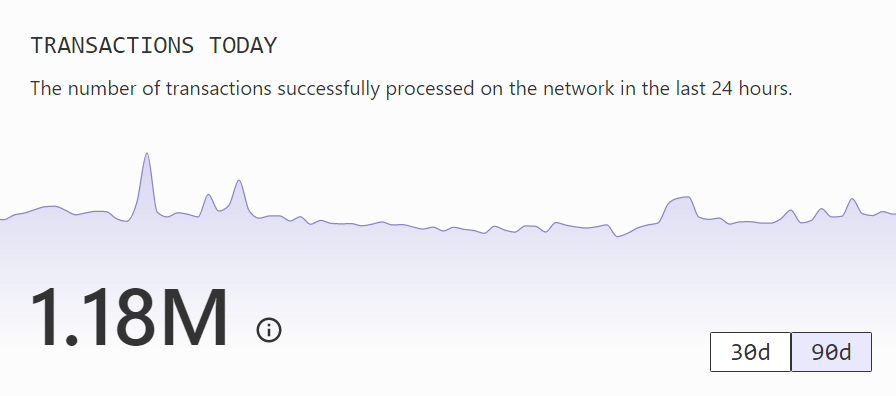 TRANSACTIONS TODAY
The number of transactions successfully processed on the network in the last 24 hours.
1.18M
30d 90d